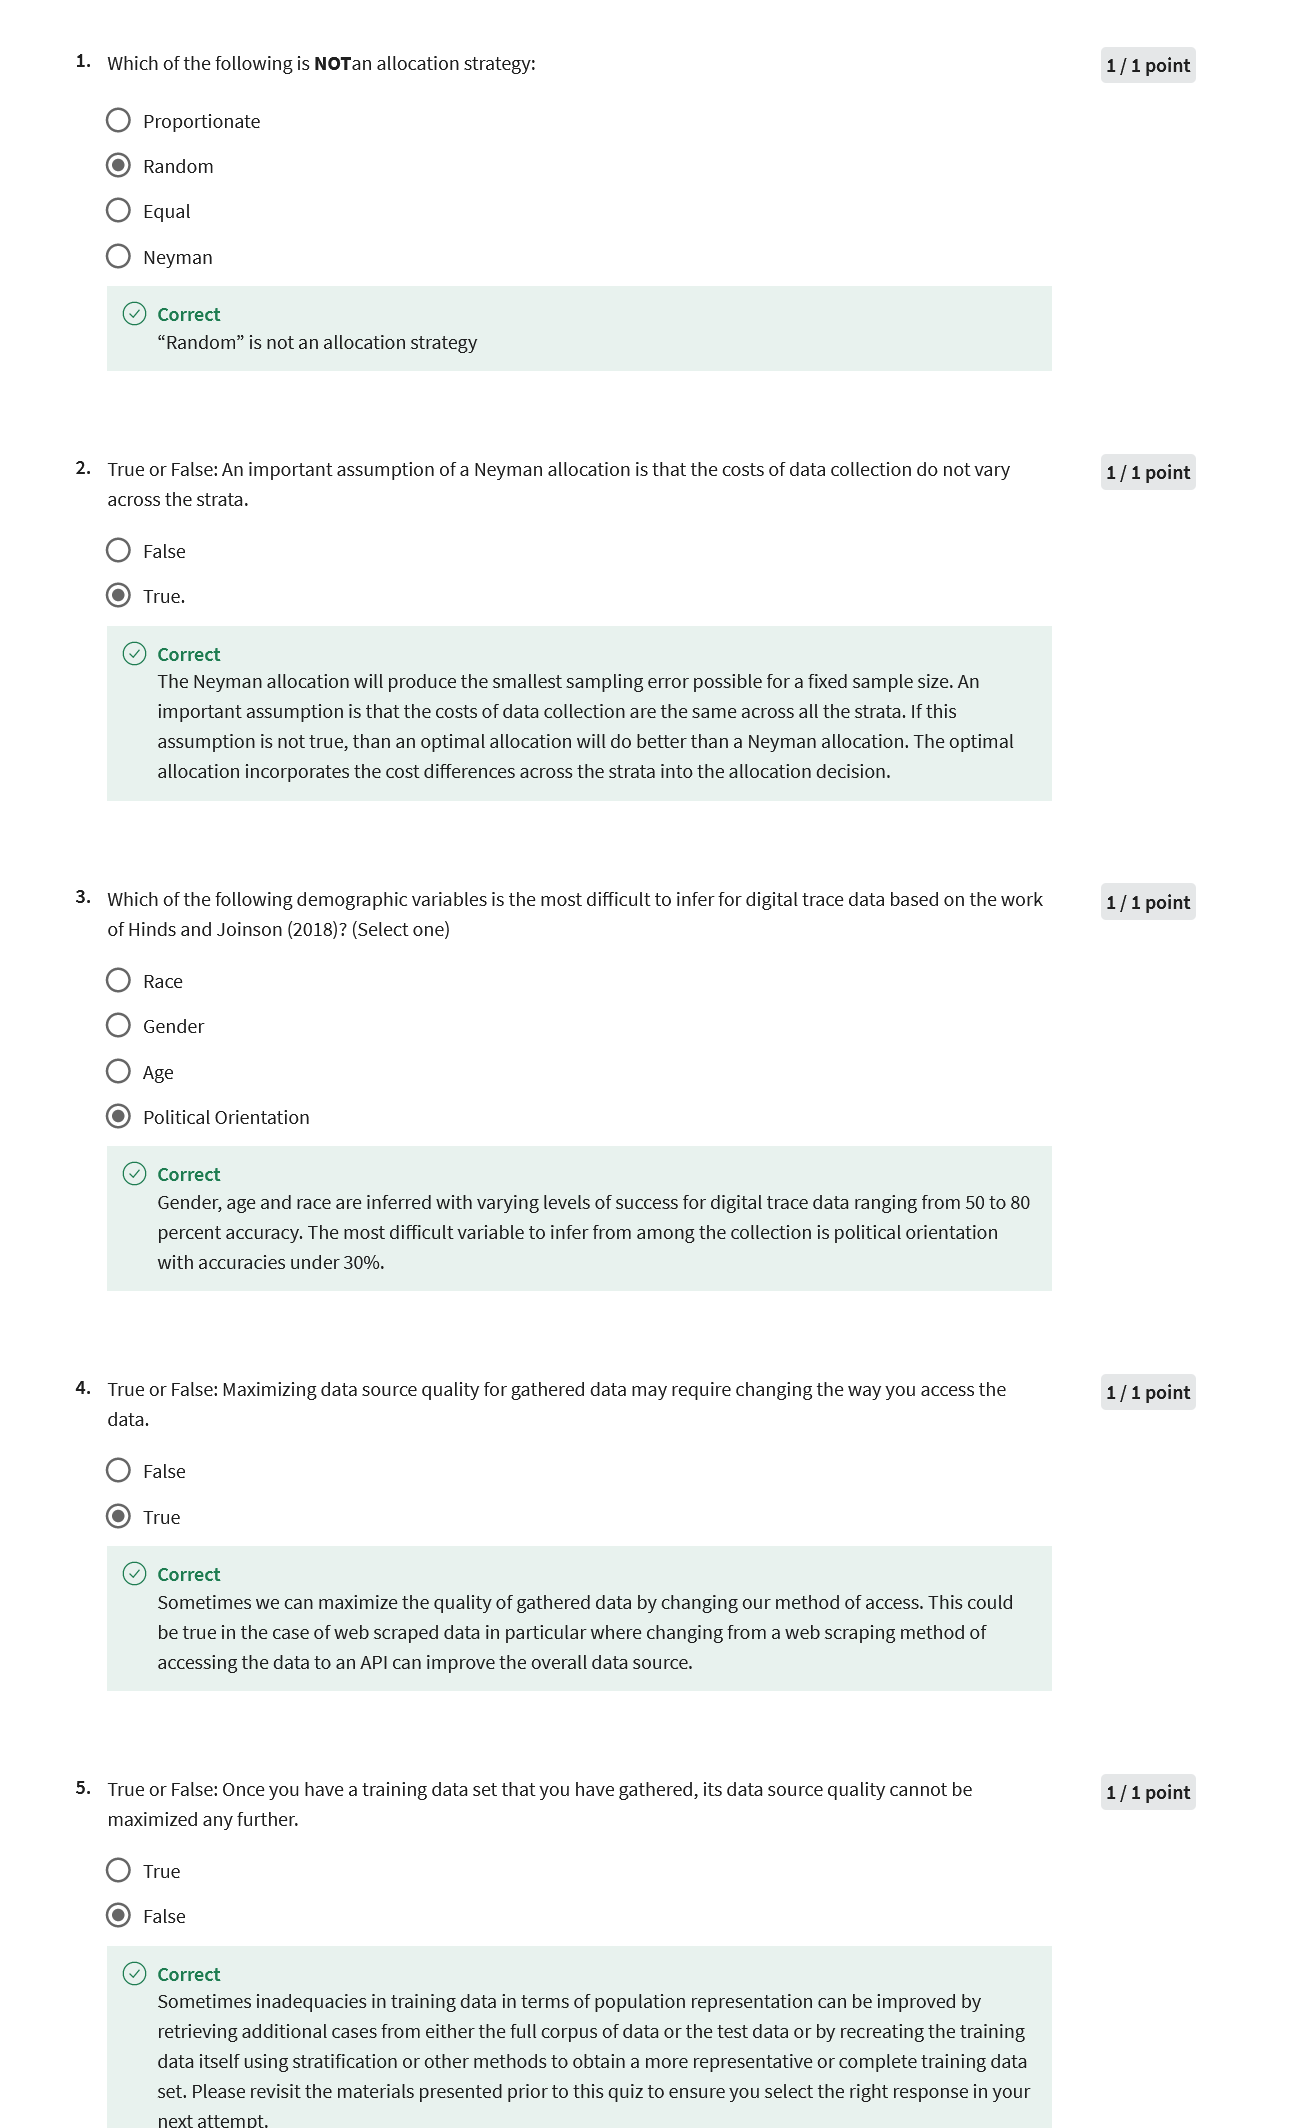 1. Which of the following is NOTan allocation strategy:
1 / 1 point
Proportionate
Random
Equal
Neyman
Correct
“Random” is not an allocation strategy
2. True or False: An important assumption of a Neyman allocation is that the costs of data collection do not vary
across the strata.
1 / 1 point
False
True.
Correct
The Neyman allocation will produce the smallest sampling error possible for a fixed sample size. An
important assumption is that the costs of data collection are the same across all the strata. If this
assumption is not true, than an optimal allocation will do better than a Neyman allocation. The optimal
allocation incorporates the cost differences across the strata into the allocation decision.
3. Which of the following demographic variables is the most difficult to infer for digital trace data based on the work
of Hinds and Joinson (2018)? (Select one)
1 / 1 point
Race
Gender
Age
Political Orientation
Correct
Gender, age and race are inferred with varying levels of success for digital trace data ranging from 50 to 80
percent accuracy. The most difficult variable to infer from among the collection is political orientation
with accuracies under 30%.
4. True or False: Maximizing data source quality for gathered data may require changing the way you access the
data.
1 / 1 point
False
True
Correct
Sometimes we can maximize the quality of gathered data by changing our method of access. This could
be true in the case of web scraped data in particular where changing from a web scraping method of
accessing the data to an API can improve the overall data source.
5. True or False: Once you have a training data set that you have gathered, its data source quality cannot be
maximized any further.
1 / 1 point
True
False
Correct
Sometimes inadequacies in training data in terms of population representation can be improved by
retrieving additional cases from either the full corpus of data or the test data or by recreating the training
data itself using stratification or other methods to obtain a more representative or complete training data
set. Please revisit the materials presented prior to this quiz to ensure you select the right response in your
next attempt.